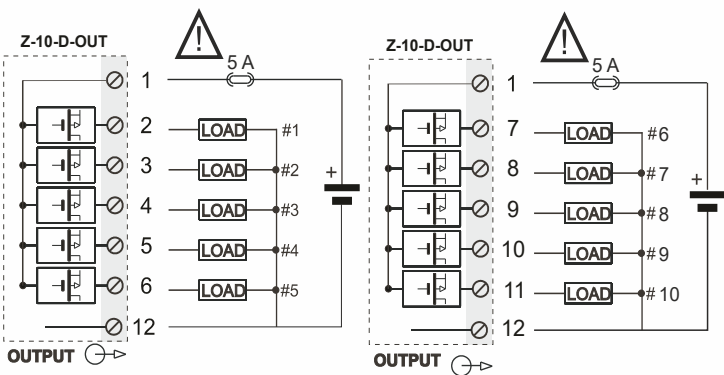 Z-10-D-OUT
5 A
1
2 LOAD #1
3 LOAD #2
+
4 LOAD #3
5 LOAD #4
6 LOAD #5
12
OUTPUT
Z-10-D-OUT
5 A
1
7 LOAD #6
8 LOAD #7
+
9 LOAD #8
10 LOAD #9
11 LOAD # 10
12
OUTPUT